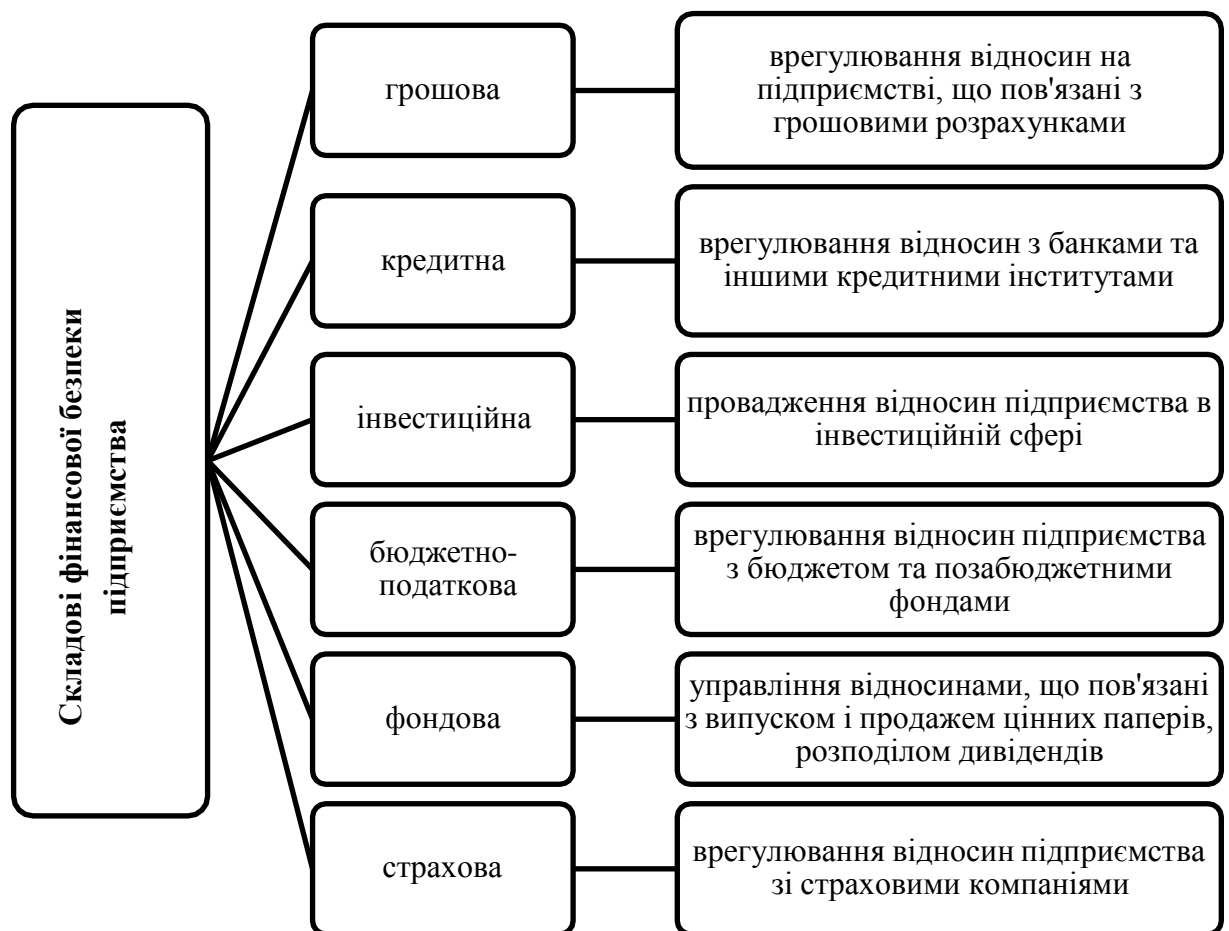 Складові фінансової безпеки
підприємства
грошова
врегулювання відносин на
підприємстві, що пов'язані з
грошовими розрахунками
кредитна
врегулювання відносин з банками та
іншими кредитними інститутами
інвестиційна
провадження відносин підприємства в
інвестиційній сфері
бюджетно-
податкова
врегулювання відносин підприємства
з бюджетом та позабюджетними
фондами
фондова
управління відносинами, що пов'язані
з випуском і продажем цінних паперів,
розподілом дивідендів
страхова
врегулювання відносин підприємства
зі страховими компаніями